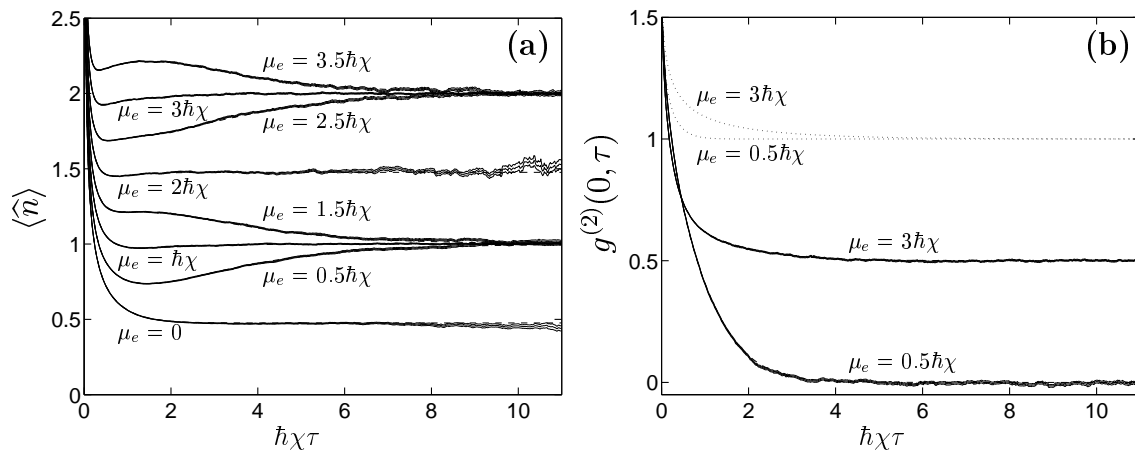 (a)
2.5
2
1.5
1
0.5
0
⟨n̂⟩
μₑ = 3.5ħχ
μₑ = 3ħχ
μₑ = 2.5ħχ
μₑ = 2ħχ
μₑ = 1.5ħχ
μₑ = ħχ
μₑ = 0.5ħχ
μₑ = 0
0 2 4 6 8 10
ħχτ
(b)
1.5
1
0.5
0
g⁽²⁾(0, τ)
μₑ = 3ħχ
μₑ = 0.5ħχ
μₑ = 3ħχ
μₑ = 0.5ħχ
0 2 4 6 8 10
ħχτ